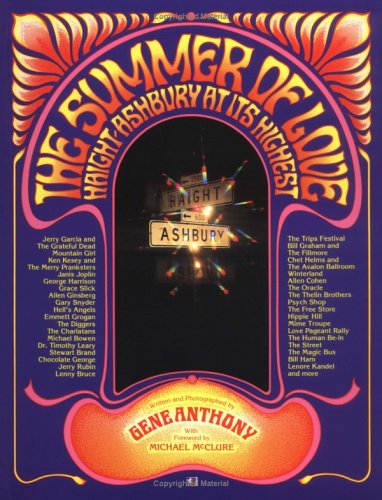 THE SUMMER OF LOVE
HAIGHT-ASHBURY AT ITS HIGHEST
1500
HAIGHT
500
ASHBURY
Jerry Garcia and
The Grateful Dead
Mountain Girl
Ken Kesey and
The Merry Pranksters
Janis Joplin
George Harrison
Grace Slick
Allen Ginsberg
Gary Snyder
Hell's Angels
Emmett Grogan
The Diggers
The Charlatans
Michael Bowen
Dr. Timothy Leary
Stewart Brand
Chocolate George
Jerry Rubin
Lenny Bruce
The Trips Festival
Bill Graham and
The Fillmore
Chet Helms and
The Avalon Ballroom
Winterland
Allen Cohen
The Oracle
The Thelin Brothers
Psych Shop
The Free Store
Hippie Hill
Mime Troupe
Love Pageant Rally
The Human Be-In
The Street
The Magic Bus
Bill Ham
Lenore Kandel
and more
Written and Photographed by
GENE ANTHONY
With
Foreword by
MICHAEL McCLURE